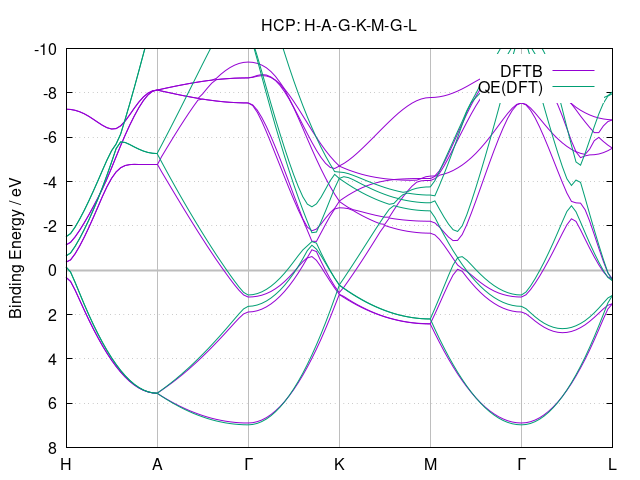 HCP: H-A-G-K-M-G-L
-10
-8
-6
-4
-2
0
2
4
6
8
Binding Energy / eV
DFTB
QE(DFT)
H A Γ K M Γ L